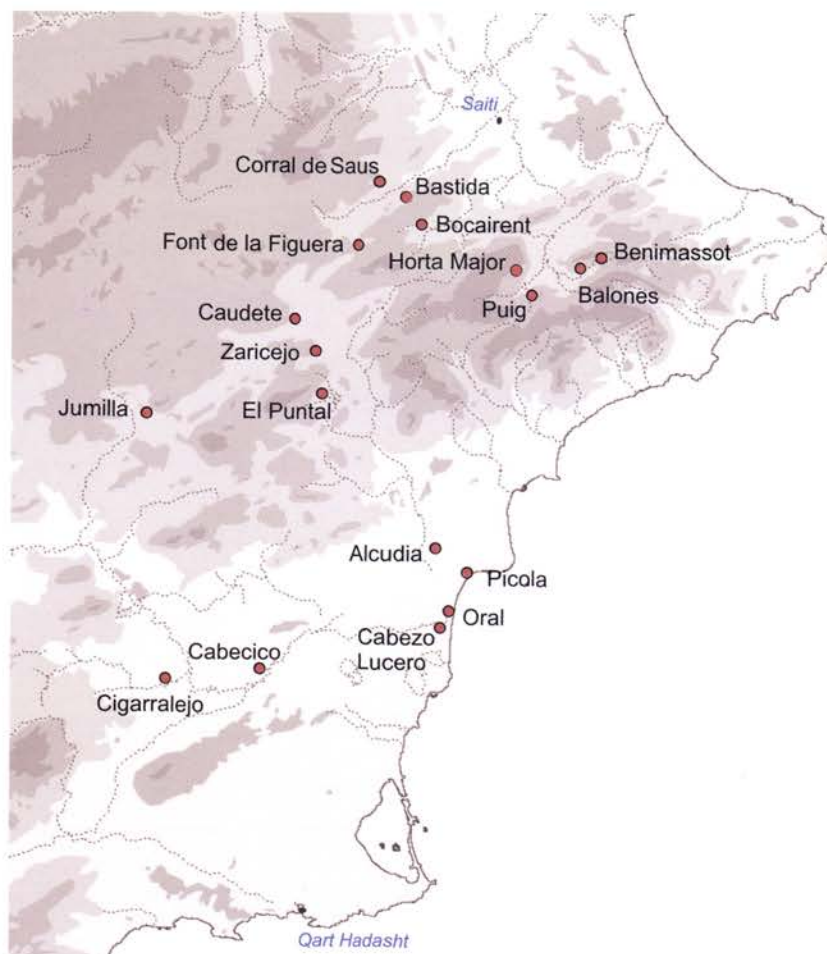 Saiti
Corral de Saus
Bastida
Bocairent
Font de la Figuera
Benimassot
Horta Major
Balones
Puig
Caudete
Zaricejo
Jumilla
El Puntal
Alcudia
Picola
Oral
Cabezo
Lucero
Cabecico
Cigarralejo
Qart Hadasht